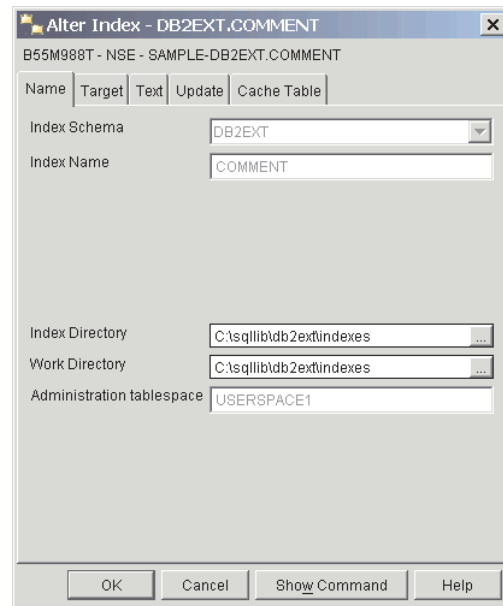 Alter Index - DB2EXT.COMMENT
B55M988T - NSE - SAMPLE-DB2EXT.COMMENT
Name Target Text Update Cache Table
Index Schema DB2EXT
Index Name COMMENT
Index Directory C:\sqllib\db2ext\indexes ...
Work Directory C:\sqllib\db2ext\indexes ...
Administration tablespace USERSPACE1
OK Cancel Show Command Help